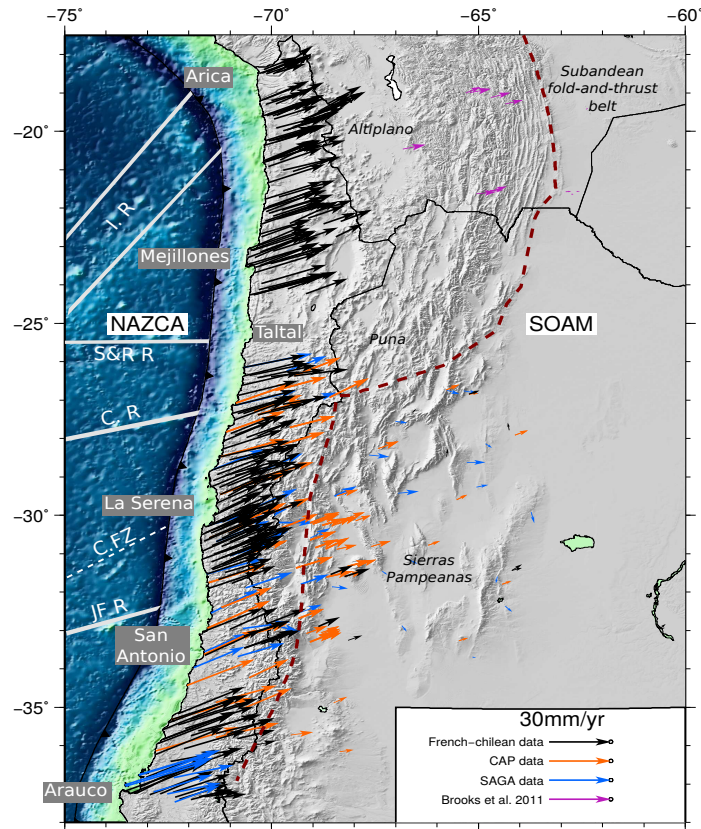 −75° −70° −65° −60°
Arica
Subandean
fold−and−thrust
belt
−20°
Altiplano
I. R
Mejillones
−25°
NAZCA
Taltal
SOAM
S&R R
Puna
C. R
La Serena
−30°
C.FZ.
Sierras
Pampeanas
JF. R
San
Antonio
−35°
30mm/yr
French−chilean data
CAP data
SAGA data
Brooks et al. 2011
Arauco